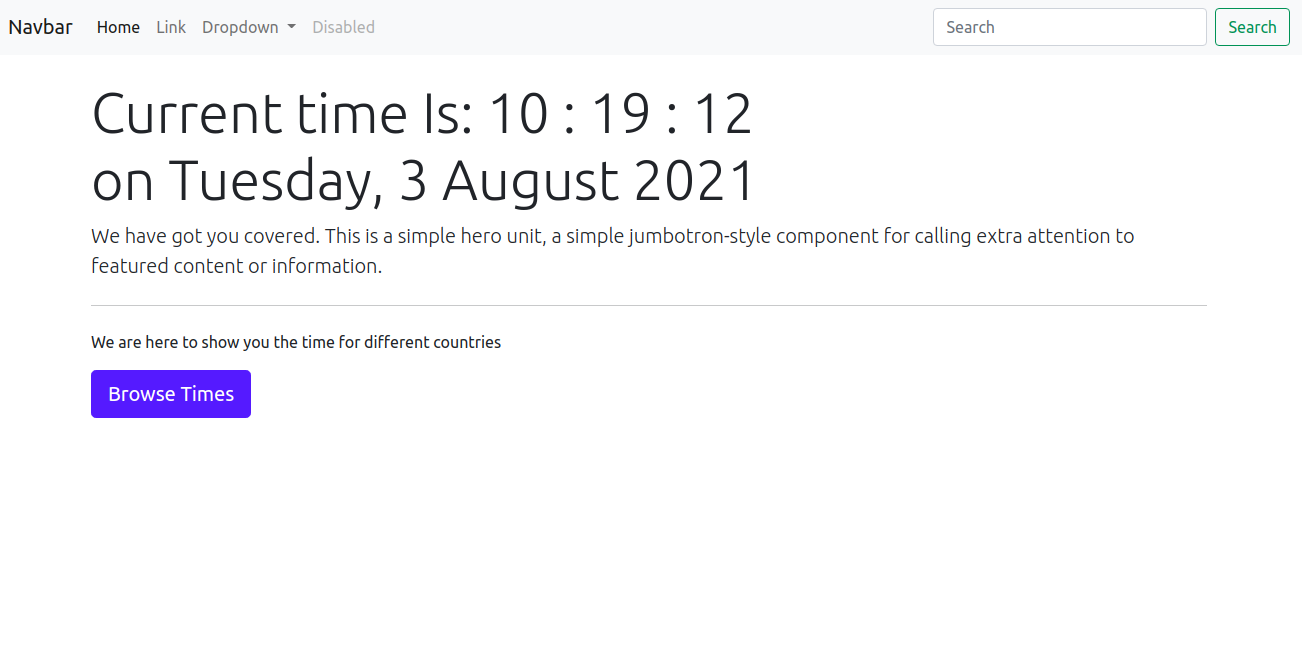 Navbar Home Link Dropdown Disabled Search Search
Current time Is: 10 : 19 : 12
on Tuesday, 3 August 2021
We have got you covered. This is a simple hero unit, a simple jumbotron-style component for calling extra attention to
featured content or information.
We are here to show you the time for different countries
Browse Times